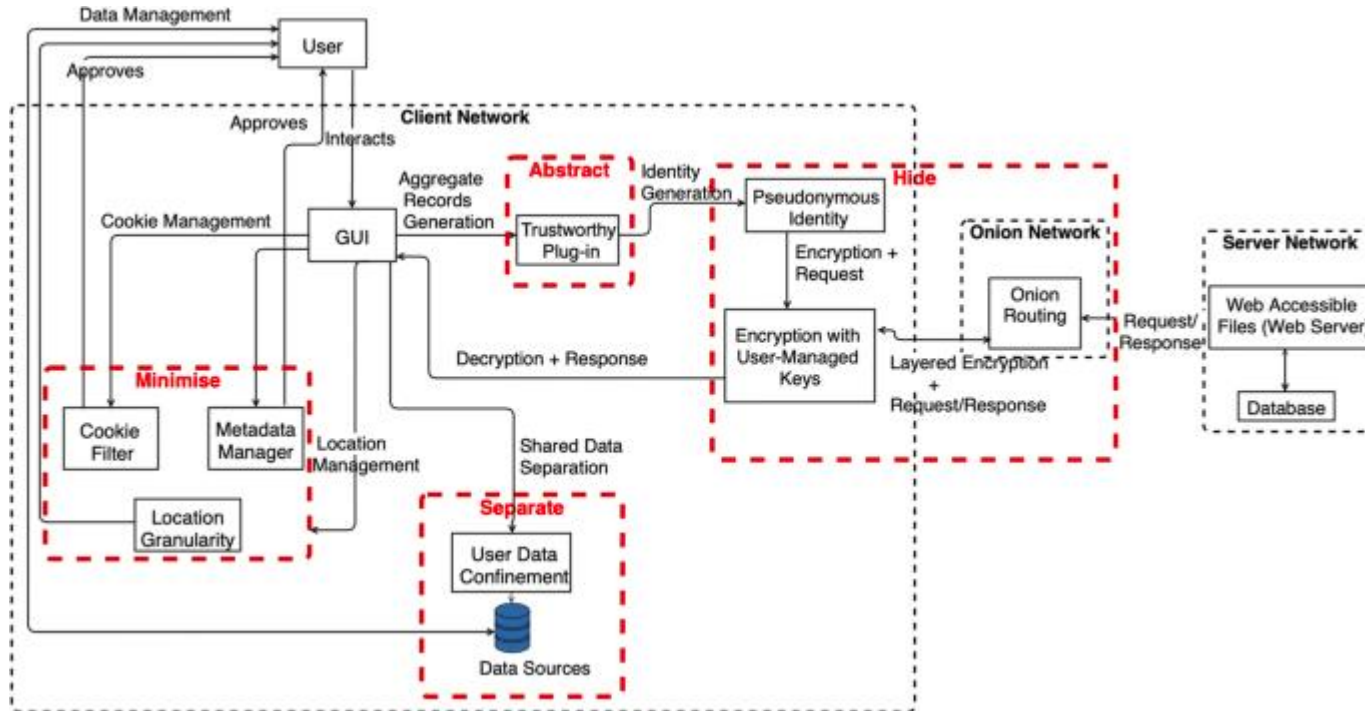 Data Management
User
Approves
Client Network
Approves
Interacts
Abstract
Identity
Generation
Hide
Aggregate
Records
Generation
Pseudonymous
Identity
Cookie Management
GUI
Trustworthy
Plug-in
Onion Network
Server Network
Encryption +
Request
Onion
Routing
Web Accessible
Files (Web Server)
Request/
Response
Encryption with
User-Managed
Keys
Decryption + Response
Layered Encryption
+
Request/Response
Database
Minimise
Cookie
Filter
Metadada
Manager
Location
Management
Shared Data
Separation
Location
Granularity
Separate
User Data
Confinement
Data Sources